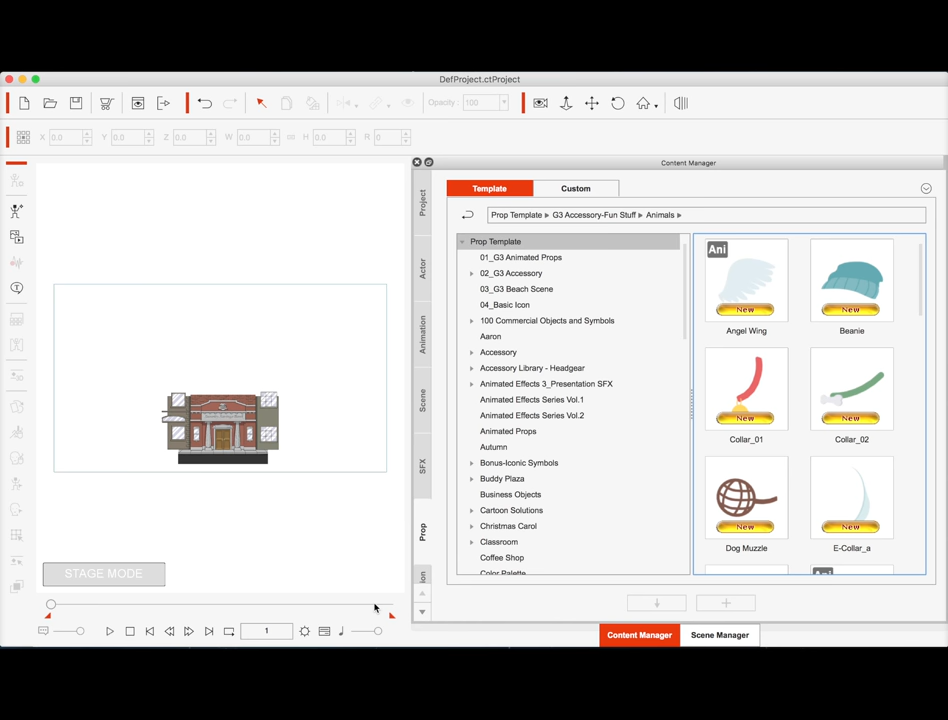 DefProject.ctProject
Opacity : 100
X 0.0 Y 0.0 Z 0.0 W 0.0 H 0.0 R 0
Content Manager
Template Custom
Prop Template G3 Accessory-Fun Stuff Animals
Project
Actor
Animation
Scene
SFX
Prop
Prop Template
01_G3 Animated Props
02_G3 Accessory
03_G3 Beach Scene
04_Basic Icon
100 Commercial Objects and Symbols
Aaron
Accessory
Accessory Library - Headgear
Animated Effects 3_Presentation SFX
Animated Effects Series Vol.1
Animated Effects Series Vol.2
Animated Props
Autumn
Bonus-Iconic Symbols
Buddy Plaza
Business Objects
Cartoon Solutions
Christmas Carol
Classroom
Coffee Shop
Color Palette
Ani
New New
Angel Wing Beanie
New New
Collar_01 Collar_02
New New
Dog Muzzle E-Collar_a
Ani
STAGE MODE
1
Content Manager Scene Manager